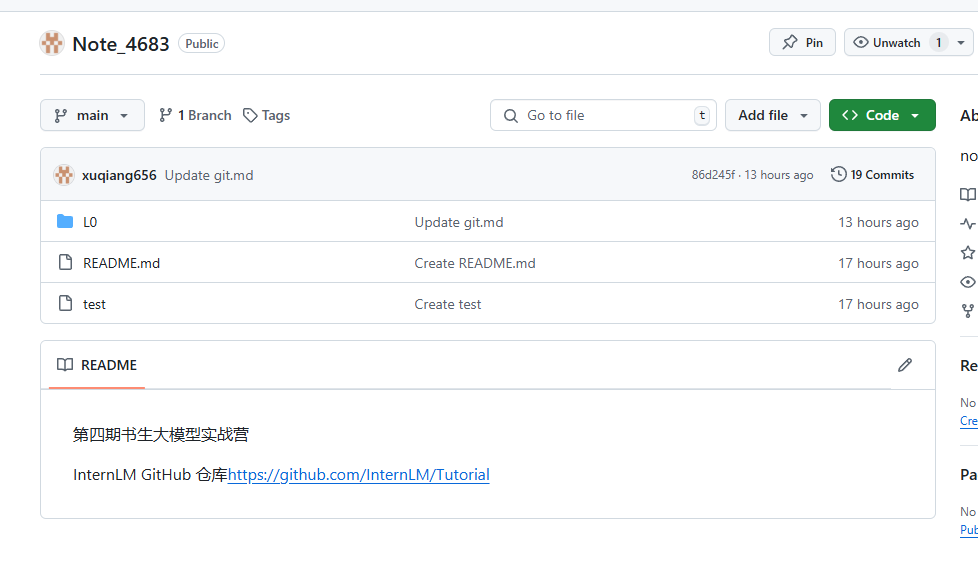 Note_4683 Public Pin Unwatch 1
main 1 Branch Tags Go to file t Add file Code
xuqiang656 Update git.md 86d245f · 13 hours ago 19 Commits
L0 Update git.md 13 hours ago
README.md Create README.md 17 hours ago
test Create test 17 hours ago
README
第四期书生大模型实战营
InternLM GitHub 仓库https://github.com/InternLM/Tutorial
Ab
no
Re
No
Cre
Pa
No
Pub